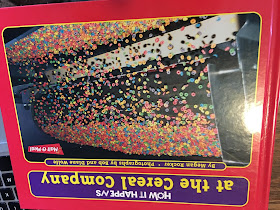 HOW IT HAPPENS
at the Cereal Company
By Megan Rocker • Photographs by Bob and Diane Wolfe